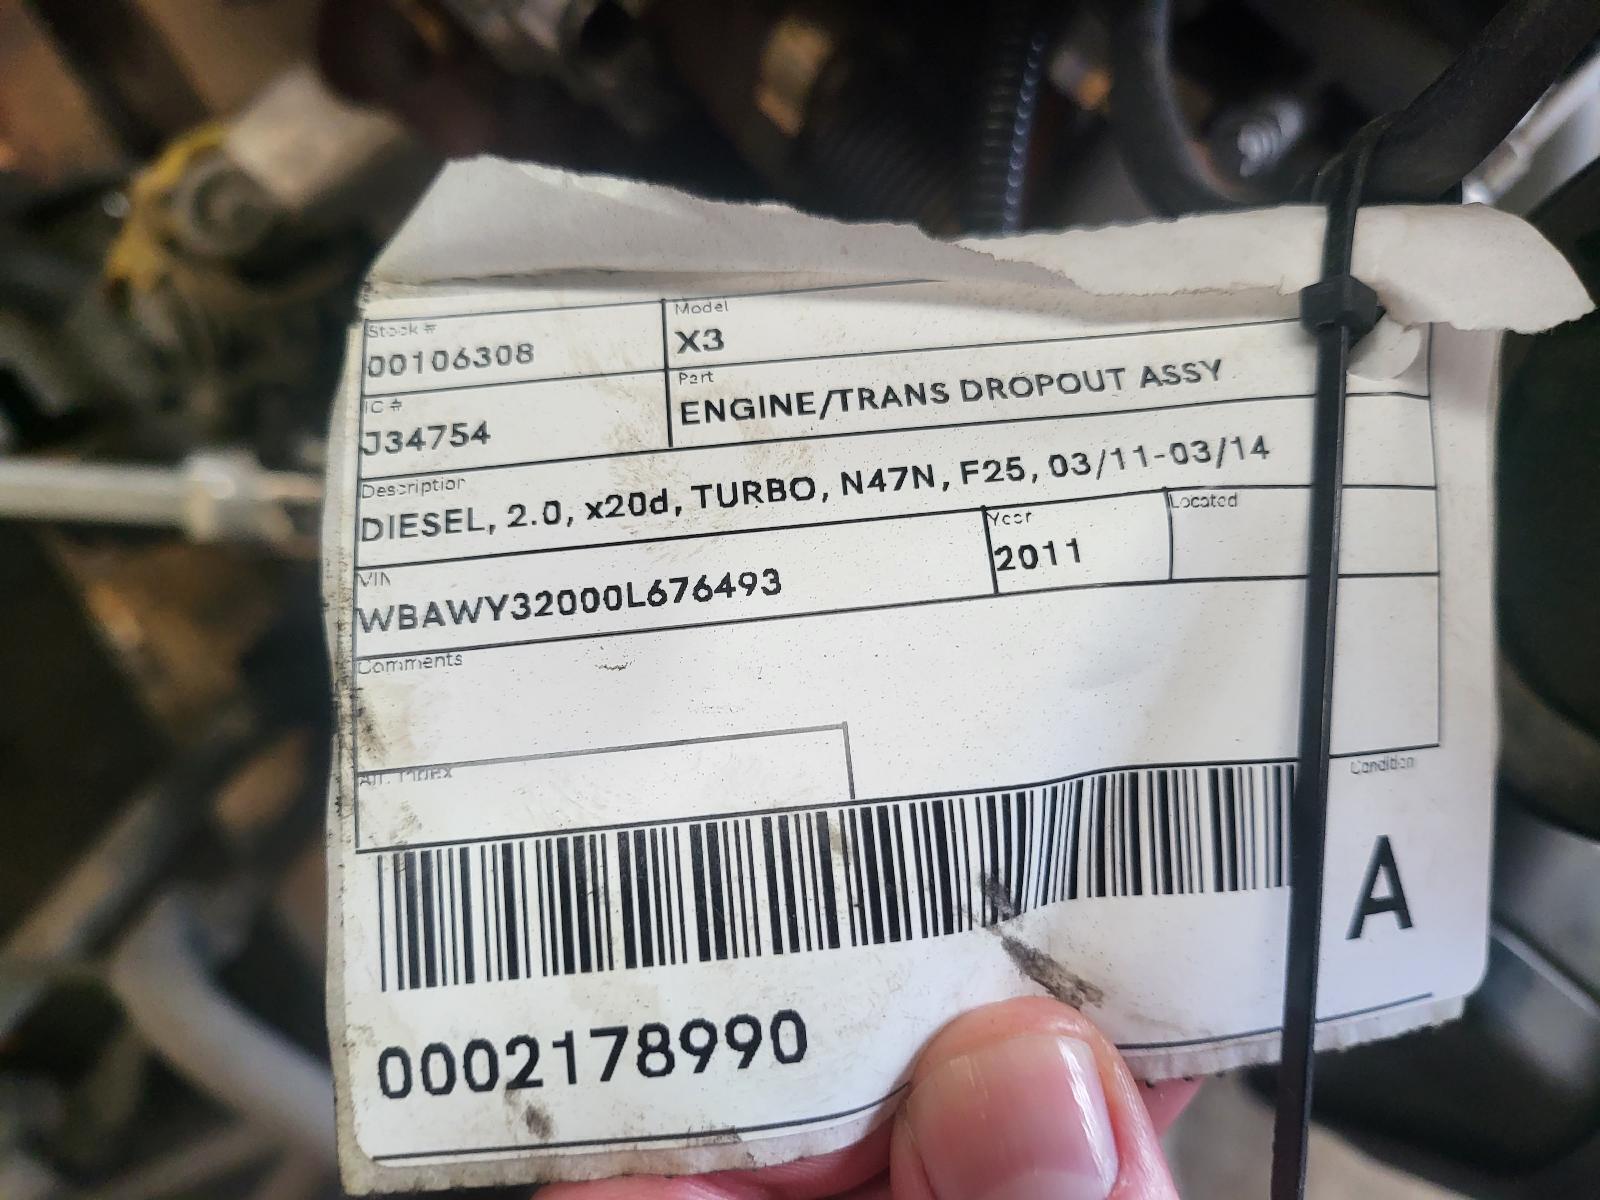 Stock #
00106308
Model
X3
IC #
J34754
Part
ENGINE/TRANS DROPOUT ASSY
Description
DIESEL, 2.0, x20d, TURBO, N47N, F25, 03/11-03/14
VIN
WBAWY32000L676493
Year
2011
Located
Comments
Index
Condition
A
0002178990